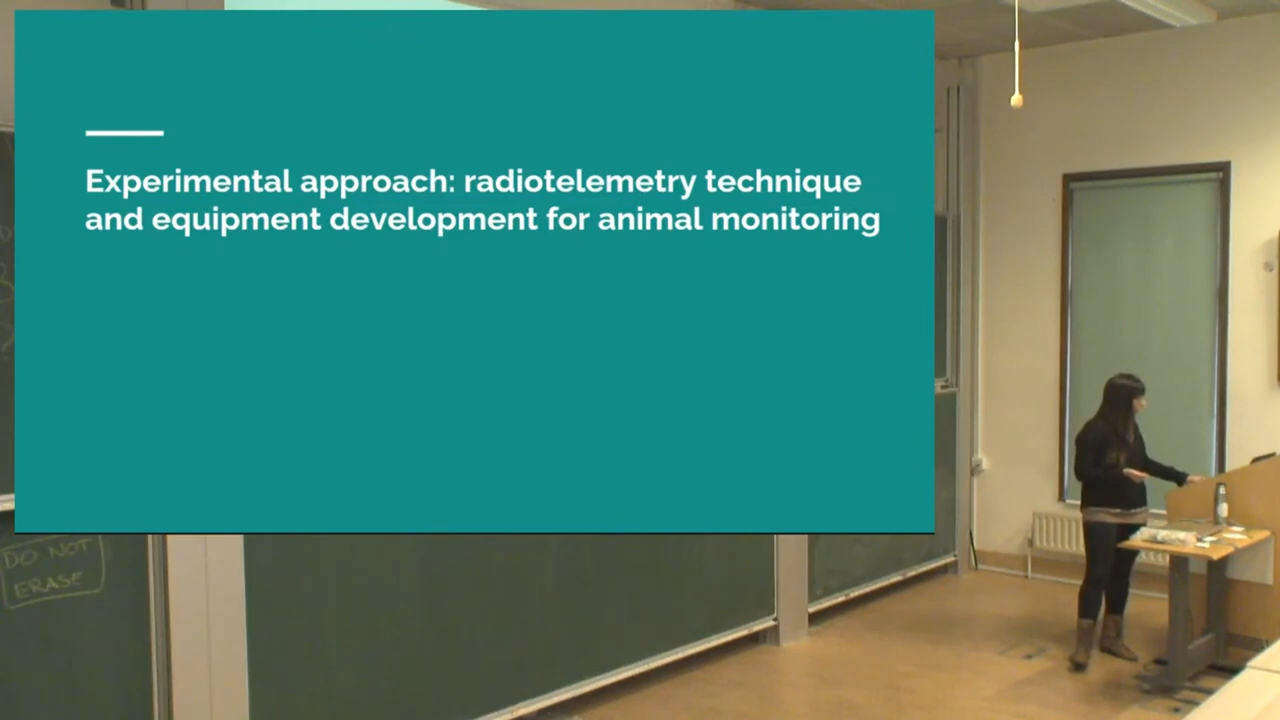 Experimental approach: radiotelemetry technique
and equipment development for animal monitoring
DO NOT
ERASE